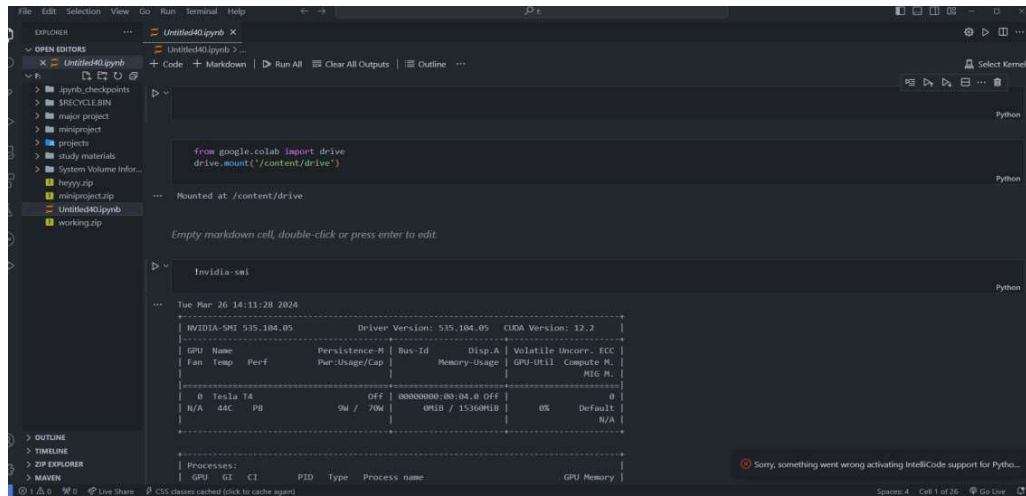 File Edit Selection View Go Run Terminal Help
EXPLORER
Untitled40.ipynb
OPEN EDITORS
Untitled40.ipynb
Untitled40.ipynb > ...
+ Code + Markdown | Run All Clear All Outputs | Outline ...
Select Kernel
.ipynb_checkpoints
$RECYCLE.BIN
major project
miniproject
projects
study materials
System Volume Infor...
heyyy.zip
miniproject.zip
Untitled40.ipynb
working.zip
Python
from google.colab import drive
drive.mount('/content/drive')
Python
Mounted at /content/drive
Empty markdown cell, double-click or press enter to edit.
!nvidia-smi
Python
Tue Mar 26 14:11:28 2024
| NVIDIA-SMI 535.104.05 Driver Version: 535.104.05 CUDA Version: 12.2 |
| GPU Name Persistence-M | Bus-Id Disp.A | Volatile Uncorr. ECC |
| Fan Temp Perf Pwr:Usage/Cap | Memory-Usage | GPU-Util Compute M. |
| | | MIG M. |
| 0 Tesla T4 Off | 00000000:00:04.0 Off | 0 |
| N/A 44C P8 9W / 70W | 0MiB / 15360MiB | 0% Default |
| | | N/A |
| Processes: |
| GPU GI CI PID Type Process name GPU Memory |
OUTLINE
TIMELINE
ZIP EXPLORER
MAVEN
Sorry, something went wrong activating IntelliCode support for Pytho...
1 0 0 Live Share CSS classes cached (click to cache again)
Spaces: 4 Cell 1 of 26 Go Live